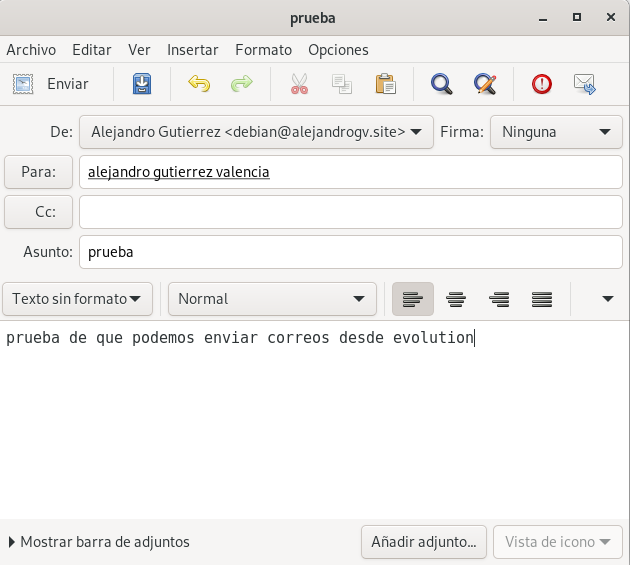 prueba
Archivo Editar Ver Insertar Formato Opciones
Enviar
De: Alejandro Gutierrez <debian@alejandrogv.site> Firma: Ninguna
Para: alejandro gutierrez valencia
Cc:
Asunto: prueba
Texto sin formato Normal
prueba de que podemos enviar correos desde evolution
Mostrar barra de adjuntos Añadir adjunto... Vista de icono